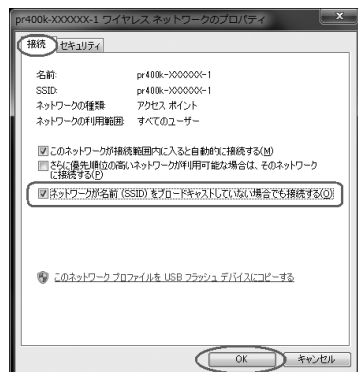 pr400k-XXXXXX-1 ワイヤレス ネットワークのプロパティ
接続 セキュリティ
名前: pr400k-XXXXXX-1
SSID: pr400k-XXXXXX-1
ネットワークの種類: アクセス ポイント
ネットワークの利用範囲: すべてのユーザー
このネットワークが接続範囲内に入ると自動的に接続する(M)
さらに優先順位の高いネットワークが利用可能な場合は、そのネットワーク
に接続する(P)
ネットワークが名前 (SSID) をブロードキャストしていない場合でも接続する(O)
このネットワーク プロファイルを USB フラッシュ デバイスにコピーする
OK キャンセル